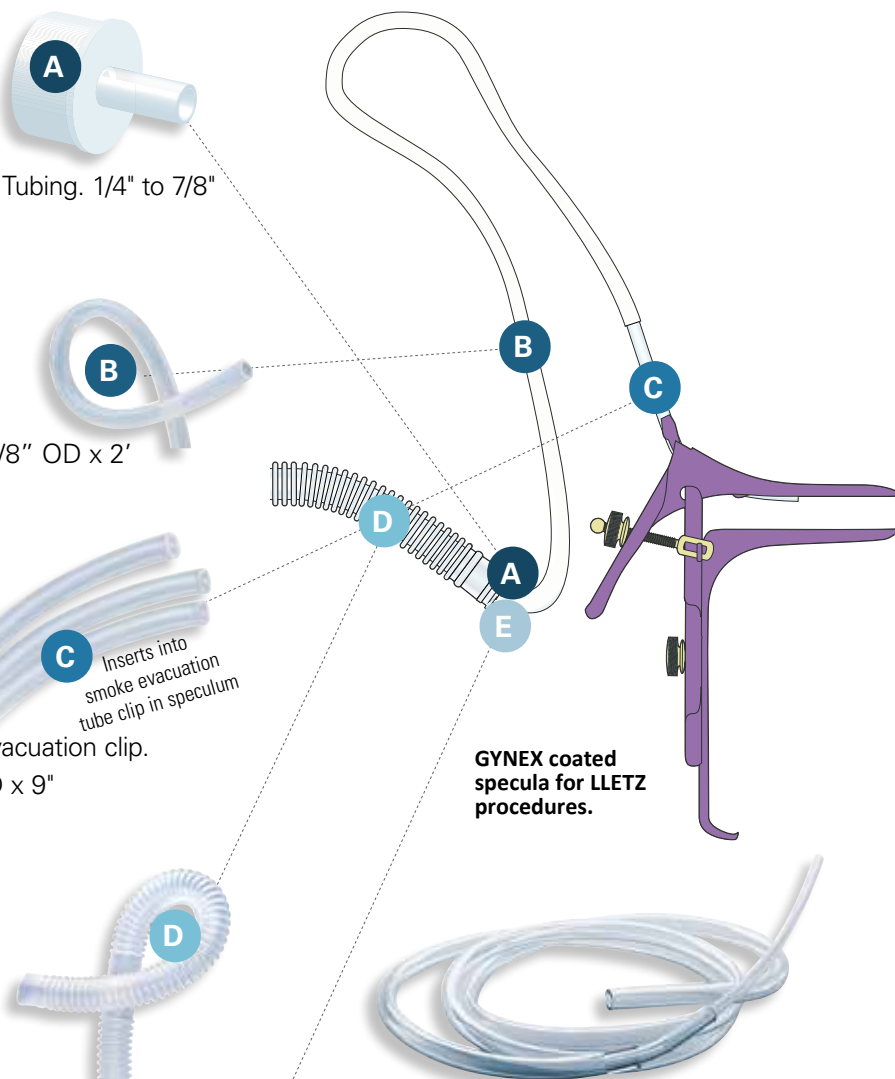 A
Tubing. 1/4" to 7/8"
B
B
C
/8” OD x 2’
D
A
E
C
Inserts into
smoke evacuation
tube clip in speculum
vacuation clip.
x 9"
GYNEX coated
specula for LLETZ
procedures.
D